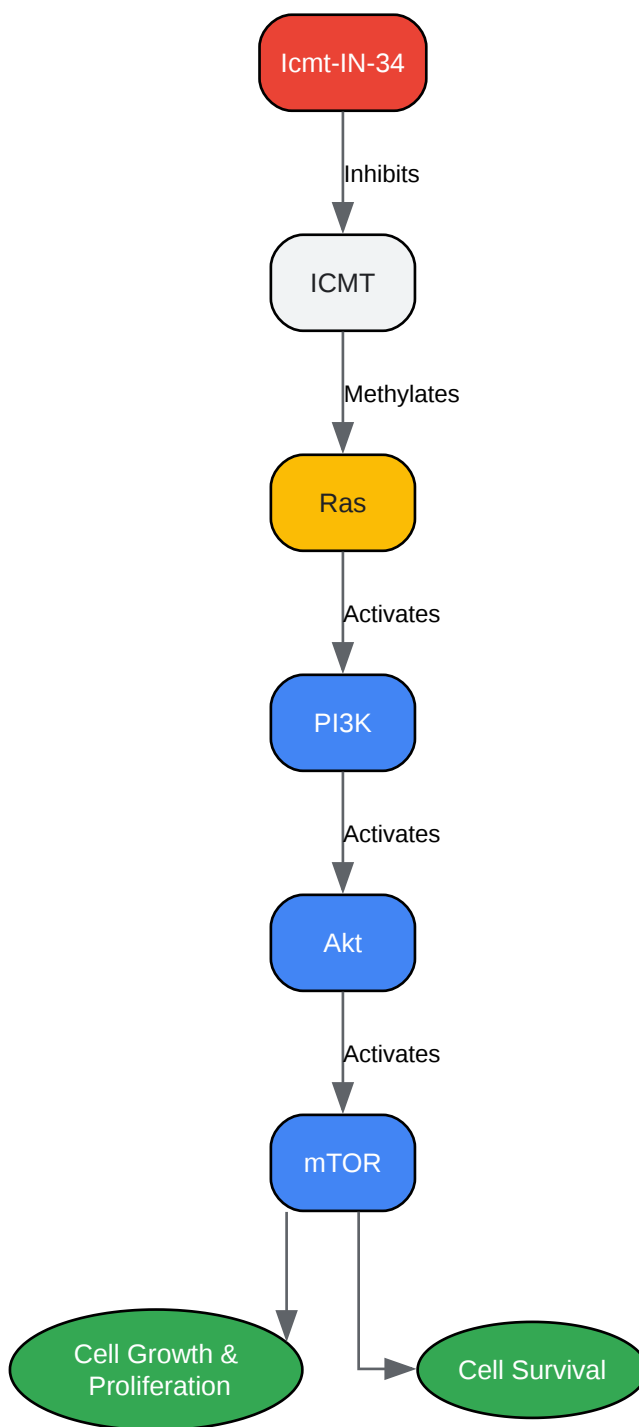 Icmt-IN-34
Inhibits
ICMT
Methylates
Ras
Activates
PI3K
Activates
Akt
Activates
mTOR
Cell Growth &
Proliferation
Cell Survival